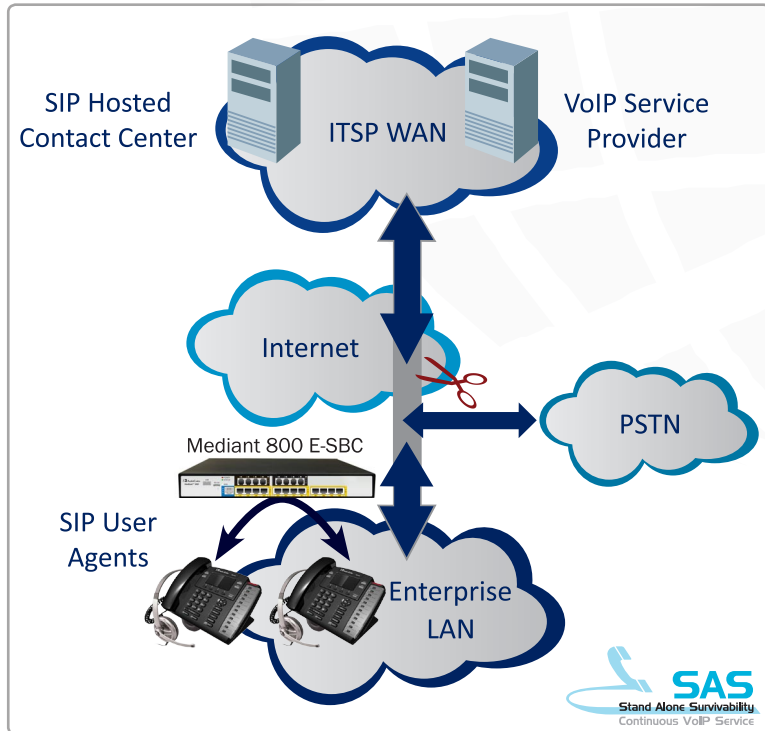 SIP Hosted
Contact Center
ITSP WAN
VoIP Service
Provider
Internet
PSTN
Mediant 800 E-SBC
SIP User
Agents
Enterprise
LAN
SAS
Stand Alone Survivability
Continuous VoIP Service